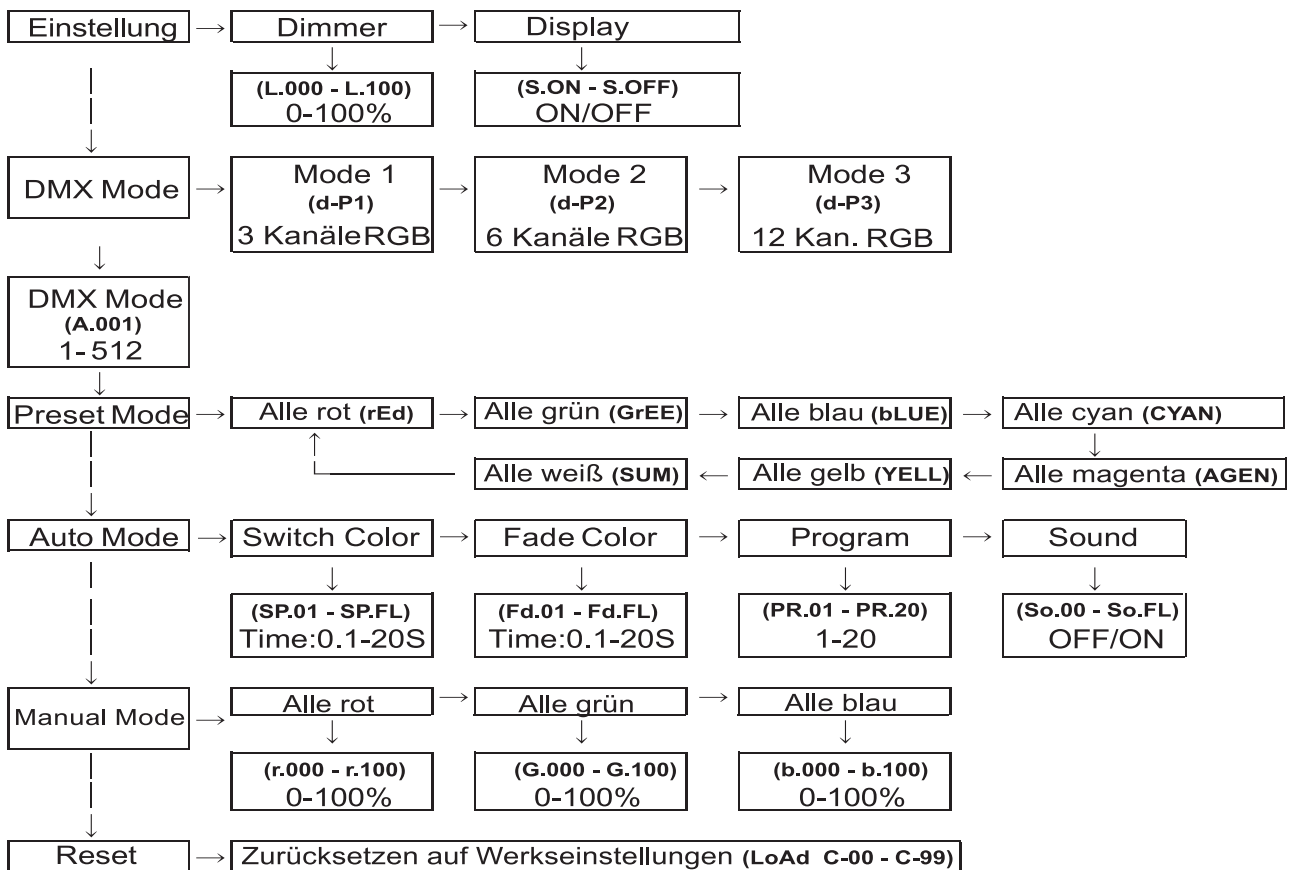 Einstellung → Dimmer → Display
(L.000 - L.100) (S.ON - S.OFF)
0-100% ON/OFF
DMX Mode → Mode 1 → Mode 2 → Mode 3
(d-P1) (d-P2) (d-P3)
3 Kanäle RGB 6 Kanäle RGB 12 Kan. RGB
DMX Mode
(A.001)
1-512
Preset Mode → Alle rot (rEd) → Alle grün (GrEE) → Alle blau (bLUE) → Alle cyan (CYAN)
Alle weiß (SUM) ← Alle gelb (YELL) ← Alle magenta (AGEN)
Auto Mode → Switch Color → Fade Color → Program → Sound
(SP.01 - SP.FL) (Fd.01 - Fd.FL) (PR.01 - PR.20) (So.00 - So.FL)
Time:0.1-20S Time:0.1-20S 1-20 OFF/ON
Manual Mode → Alle rot → Alle grün → Alle blau
(r.000 - r.100) (G.000 - G.100) (b.000 - b.100)
0-100% 0-100% 0-100%
Reset → Zurücksetzen auf Werkseinstellungen (LoAd C-00 - C-99)